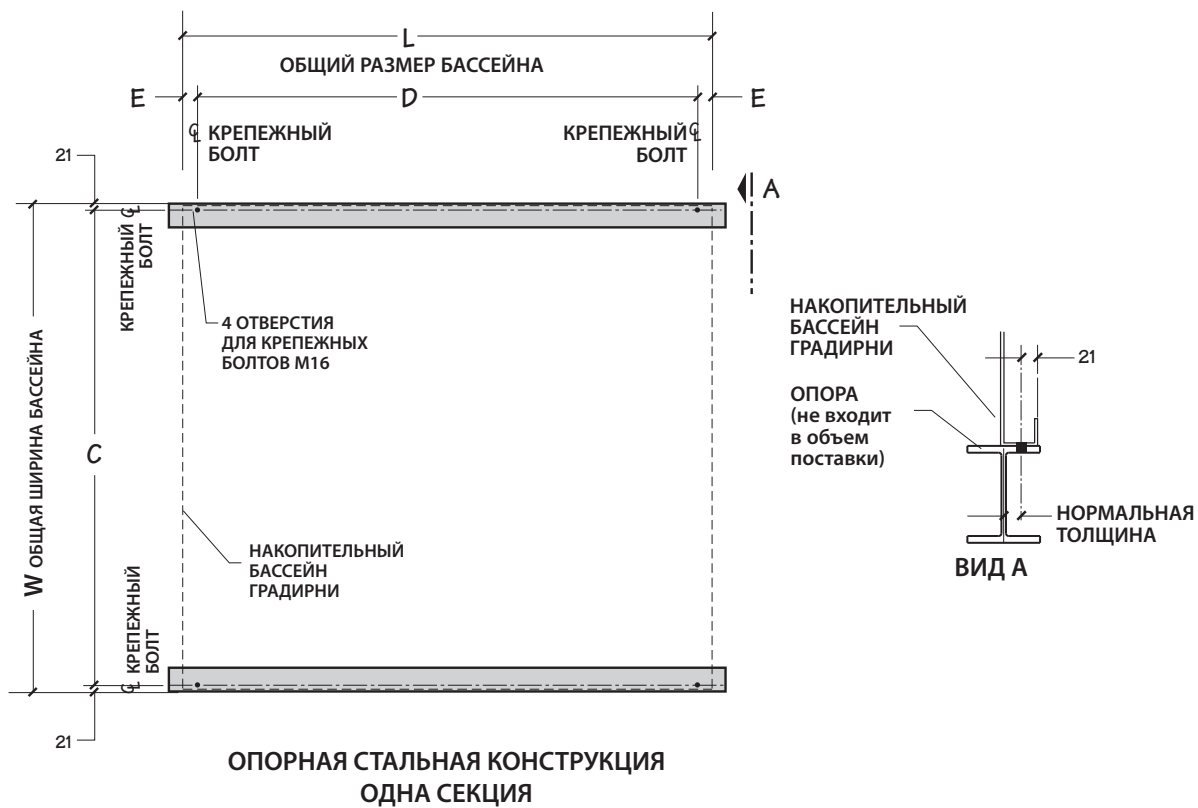 L
ОБЩИЙ РАЗМЕР БАССЕЙНА
E
D
E
℄ КРЕПЕЖНЫЙ
БОЛТ
КРЕПЕЖНЫЙ ℄
БОЛТ
21
A
КРЕПЕЖНЫЙ ℄
БОЛТ
4 ОТВЕРСТИЯ
ДЛЯ КРЕПЕЖНЫХ
БОЛТОВ М16
W ОБЩАЯ ШИРИНА БАССЕЙНА
C
НАКОПИТЕЛЬНЫЙ
БАССЕЙН
ГРАДИРНИ
℄ КРЕПЕЖНЫЙ
БОЛТ
21
ОПОРНАЯ СТАЛЬНАЯ КОНСТРУКЦИЯ
ОДНА СЕКЦИЯ
НАКОПИТЕЛЬНЫЙ
БАССЕЙН
ГРАДИРНИ
21
ОПОРА
(не входит
в объем
поставки)
НОРМАЛЬНАЯ
ТОЛЩИНА
ВИД А